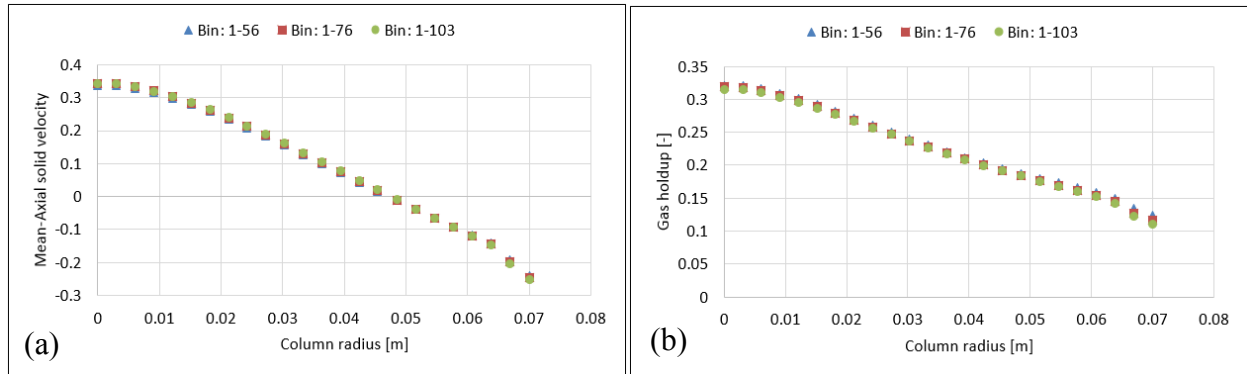 Bin: 1-56 Bin: 1-76 Bin: 1-103
0.4
0.3
0.2
0.1
0
-0.1
-0.2
-0.3
Mean-Axial solid velocity
0 0.01 0.02 0.03 0.04 0.05 0.06 0.07 0.08
Column radius [m]
(a)
Bin: 1-56 Bin: 1-76 Bin: 1-103
0.35
0.3
0.25
0.2
0.15
0.1
0.05
0
Gas holdup [-]
0 0.01 0.02 0.03 0.04 0.05 0.06 0.07 0.08
Column radius [m]
(b)